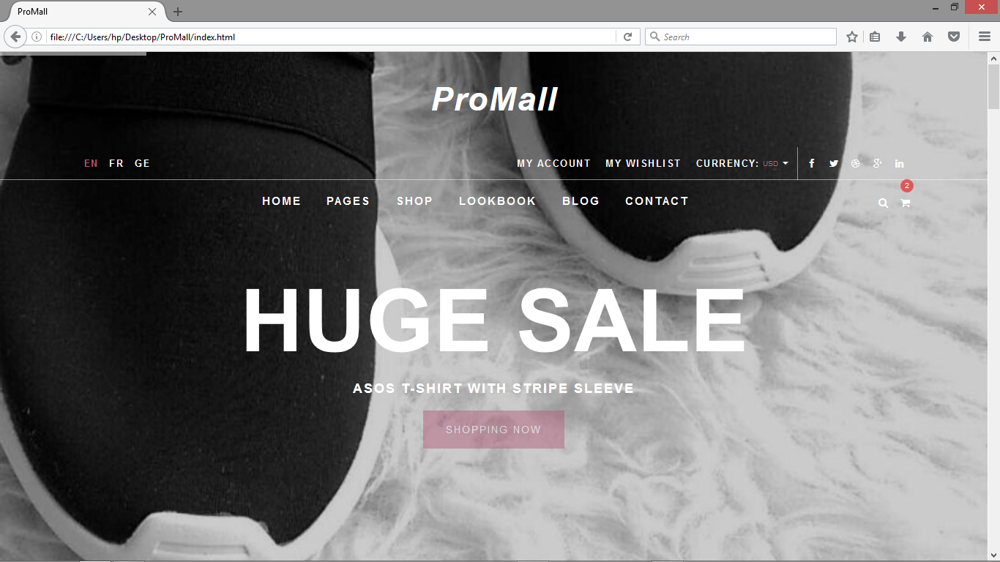 ProMall
file:///C:/Users/hp/Desktop/ProMall/index.html
Search
ProMall
EN FR GE
MY ACCOUNT MY WISHLIST CURRENCY: USD
2
HOME PAGES SHOP LOOKBOOK BLOG CONTACT
HUGE SALE
ASOS T-SHIRT WITH STRIPE SLEEVE
SHOPPING NOW